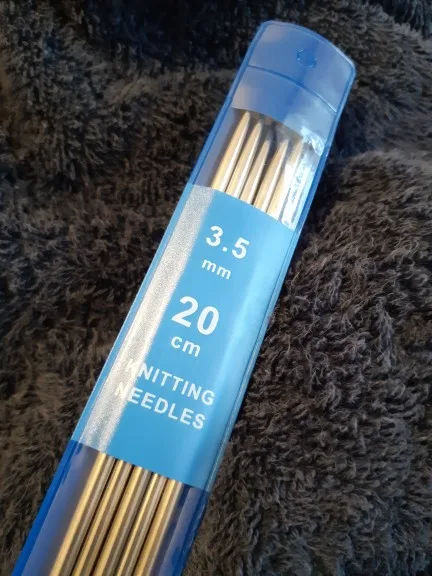 3.5
mm
20
cm
KNITTING
NEEDLES